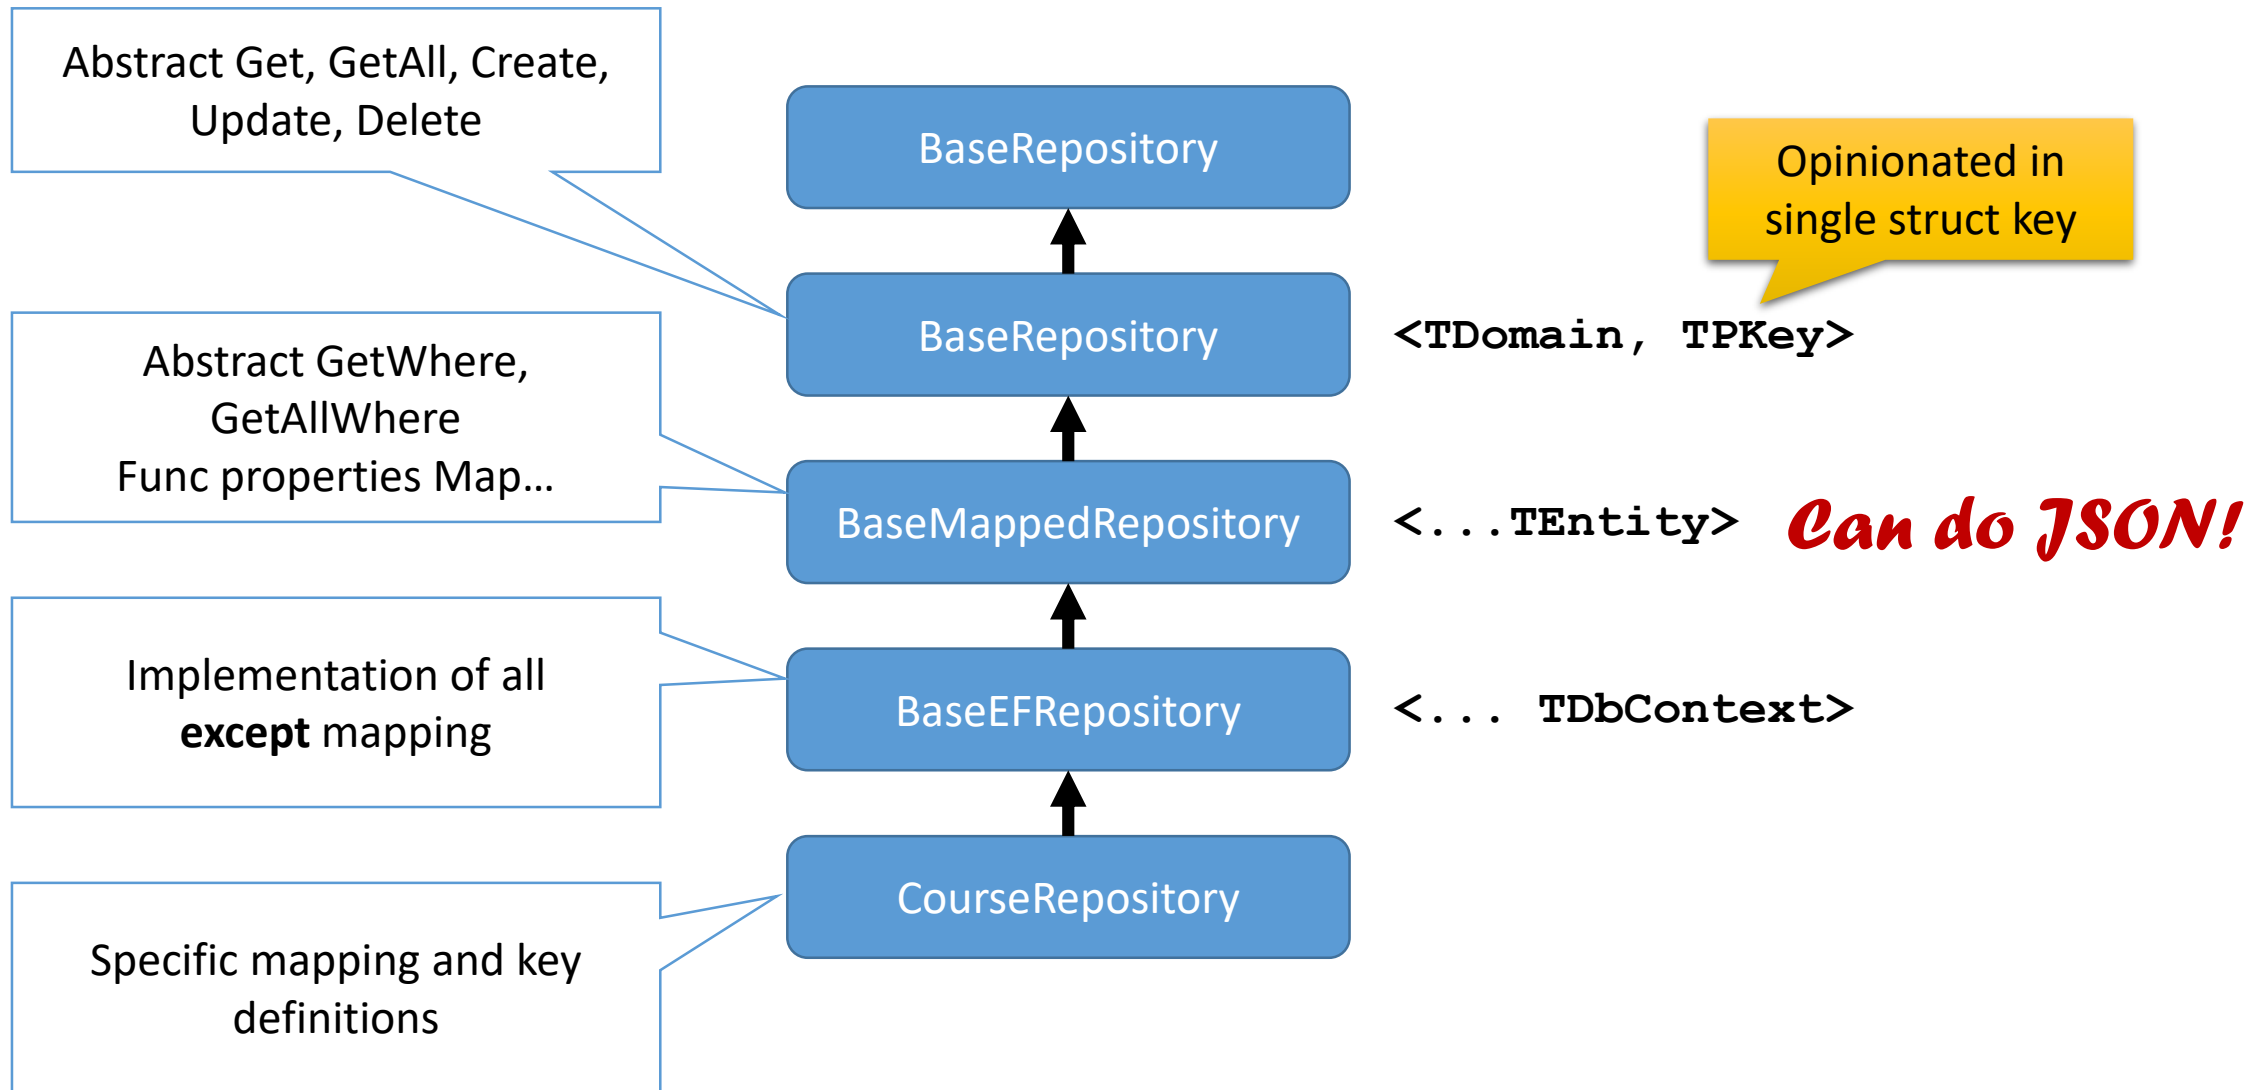 Abstract Get, GetAll, Create,
Update, Delete
BaseRepository
Opinionated in
single struct key
BaseRepository
<TDomain, TPKey>
Abstract GetWhere,
GetAllWhere
Func properties Map…
BaseMappedRepository
<...TEntity>
Can do JSON!
Implementation of all
except mapping
BaseEFRepository
<... TDbContext>
CourseRepository
Specific mapping and key
definitions